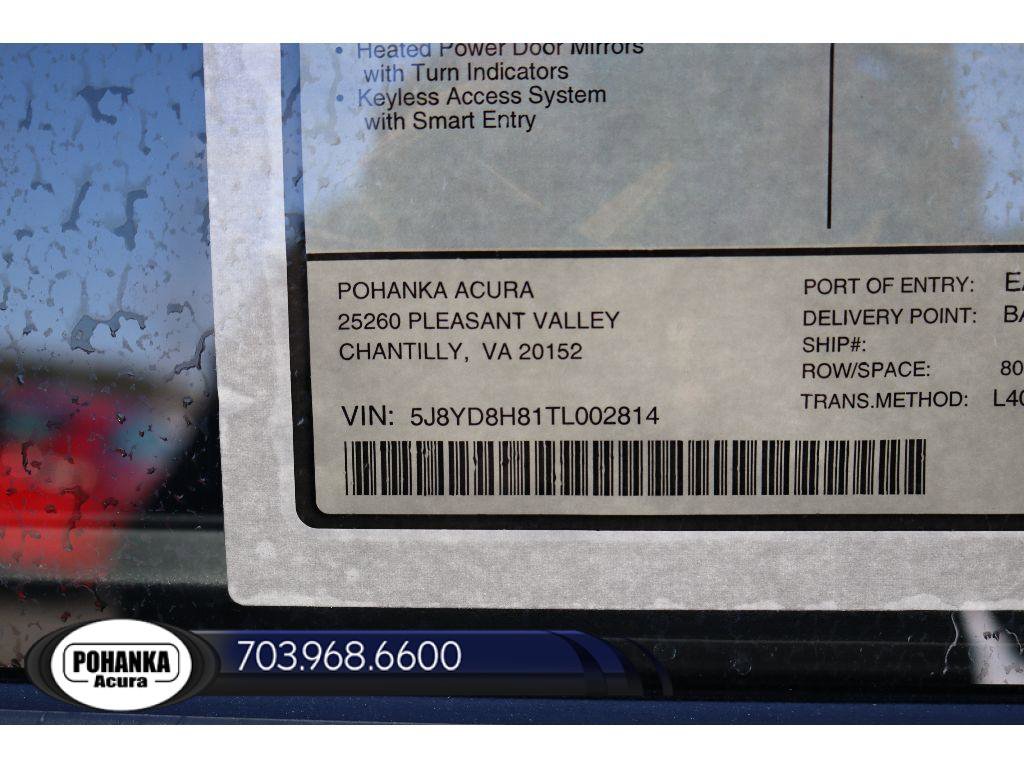 • Heated Power Door Mirrors
with Turn Indicators
• Keyless Access System
with Smart Entry
POHANKA ACURA
25260 PLEASANT VALLEY
CHANTILLY, VA 20152
VIN: 5J8YD8H81TL002814
PORT OF ENTRY:
DELIVERY POINT:
SHIP#:
ROW/SPACE: 80
TRANS.METHOD: L40
POHANKA
Acura
703.968.6600